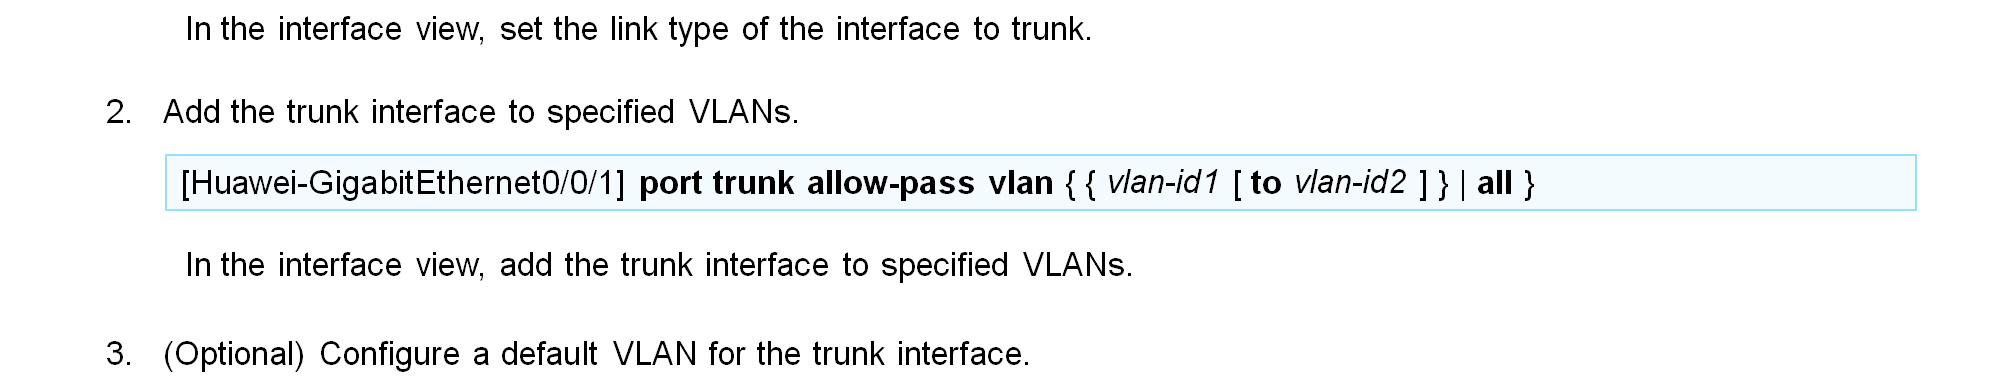 In the interface view, set the link type of the interface to trunk.
2. Add the trunk interface to specified VLANs.
[Huawei-GigabitEthernet0/0/1] port trunk allow-pass vlan { { vlan-id1 [ to vlan-id2 ] } | all }
In the interface view, add the trunk interface to specified VLANs.
3. (Optional) Configure a default VLAN for the trunk interface.